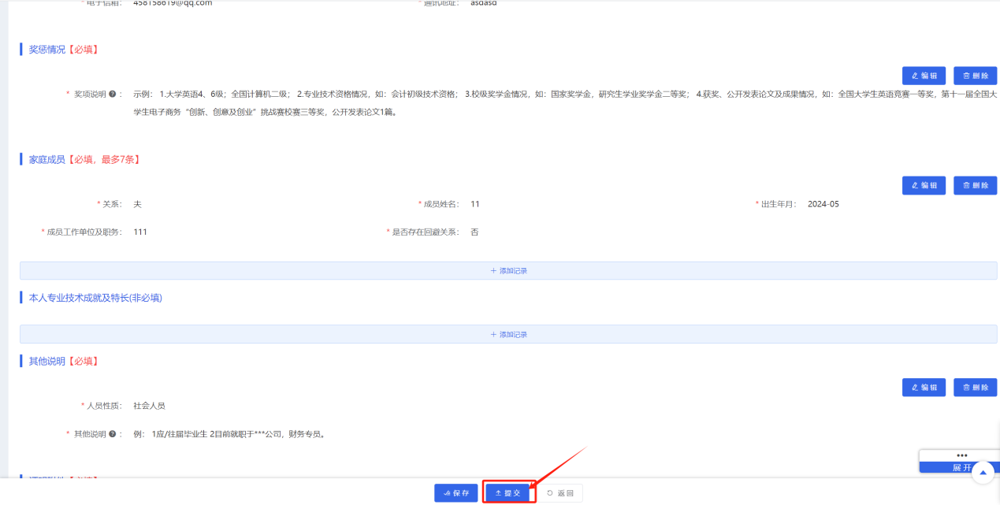 * 电子信箱： 458158619@qq.com * 通讯地址： asdasd
奖惩情况【必填】
编辑 删除
* 奖项说明 ? ： 示例： 1.大学英语4、6级；全国计算机二级； 2.专业技术资格情况，如：会计初级技术资格； 3.校级奖学金情况，如：国家奖学金，研究生学业奖学金二等奖； 4.获奖、公开发表论文及成果情况，如：全国大学生英语竞赛一等奖，第十一届全国大
学生电子商务“创新、创意及创业”挑战赛校赛三等奖，公开发表论文1篇。
家庭成员【必填，最多7条】
编辑 删除
* 关系： 夫 * 成员姓名： 11 * 出生年月： 2024-05
* 成员工作单位及职务： 111 * 是否存在回避关系： 否
+ 添加记录
本人专业技术成就及特长(非必填)
+ 添加记录
其他说明【必填】
编辑 删除
* 人员性质： 社会人员
* 其他说明 ? ： 例： 1应/往届毕业生 2目前就职于***公司，财务专员。
•••
展开
保存 提交 返回